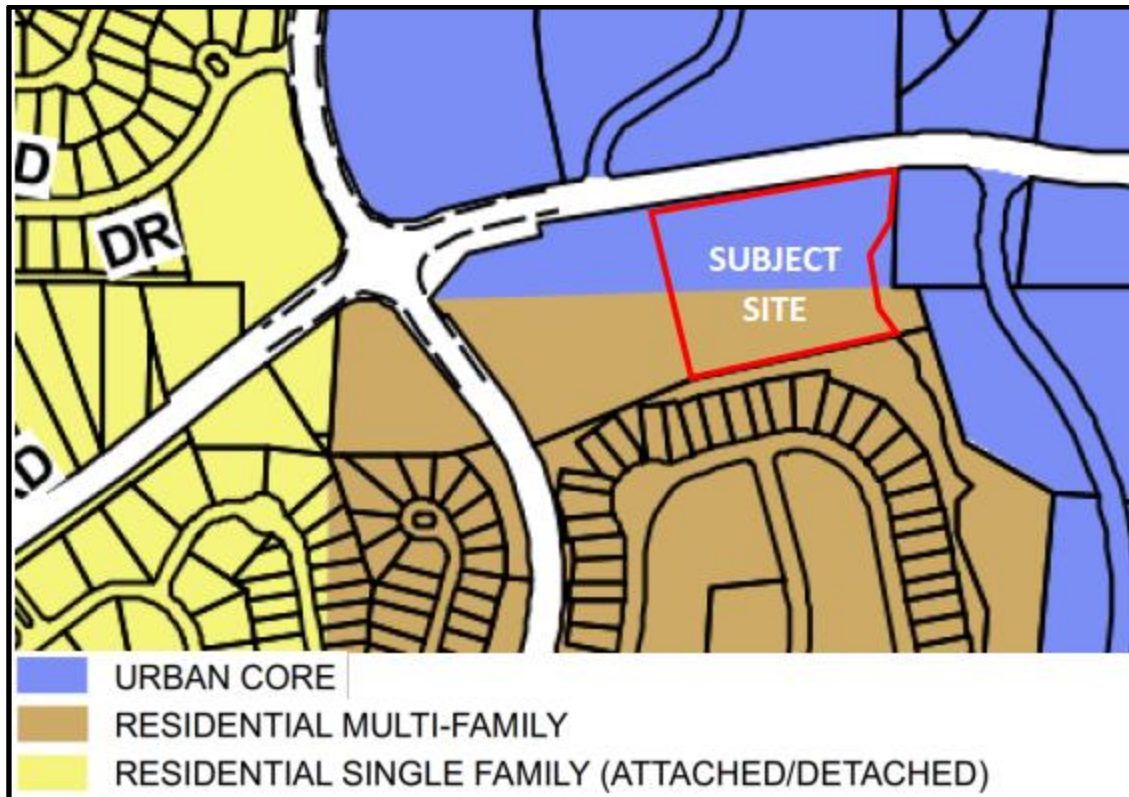 D
DR
SUBJECT
SITE
URBAN CORE
RESIDENTIAL MULTI-FAMILY
RESIDENTIAL SINGLE FAMILY (ATTACHED/DETACHED)